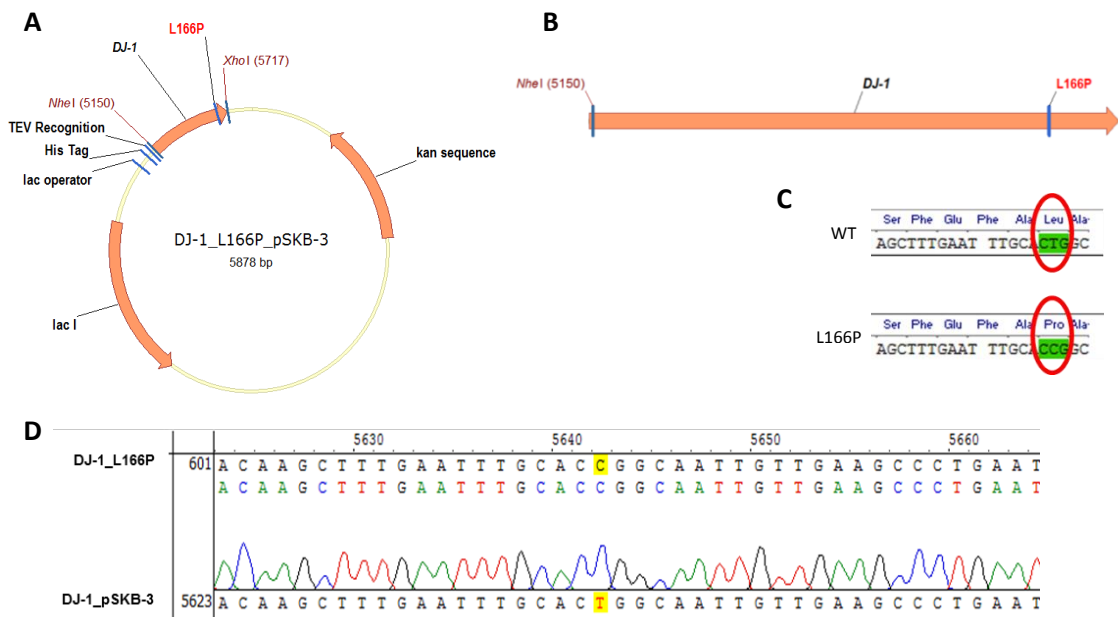 A
L166P
DJ-1
XhoI (5717)
NheI (5150)
TEV Recognition
His Tag
lac operator
kan sequence
DJ-1_L166P_pSKB-3
5878 bp
lac I
B
NheI (5150)
DJ-1
L166P
C
WT
Ser Phe Glu Phe Ala Leu Ala
AGCTTTGAAT TTGCACTGGC
L166P
Ser Phe Glu Phe Ala Pro Ala
AGCTTTGAAT TTGCACCGGC
D
5630 5640 5650 5660
DJ-1_L166P 601 A C A A G C T T T G A A T T T G C A C C G G C A A T T G T T G A A G C C C T G A A T
A C A A G C T T T G A A T T T G C A C C G G C A A T T G T T G A A G C C C T G A A T
DJ-1_pSKB-3 5623 A C A A G C T T T G A A T T T G C A C T G G C A A T T G T T G A A G C C C T G A A T